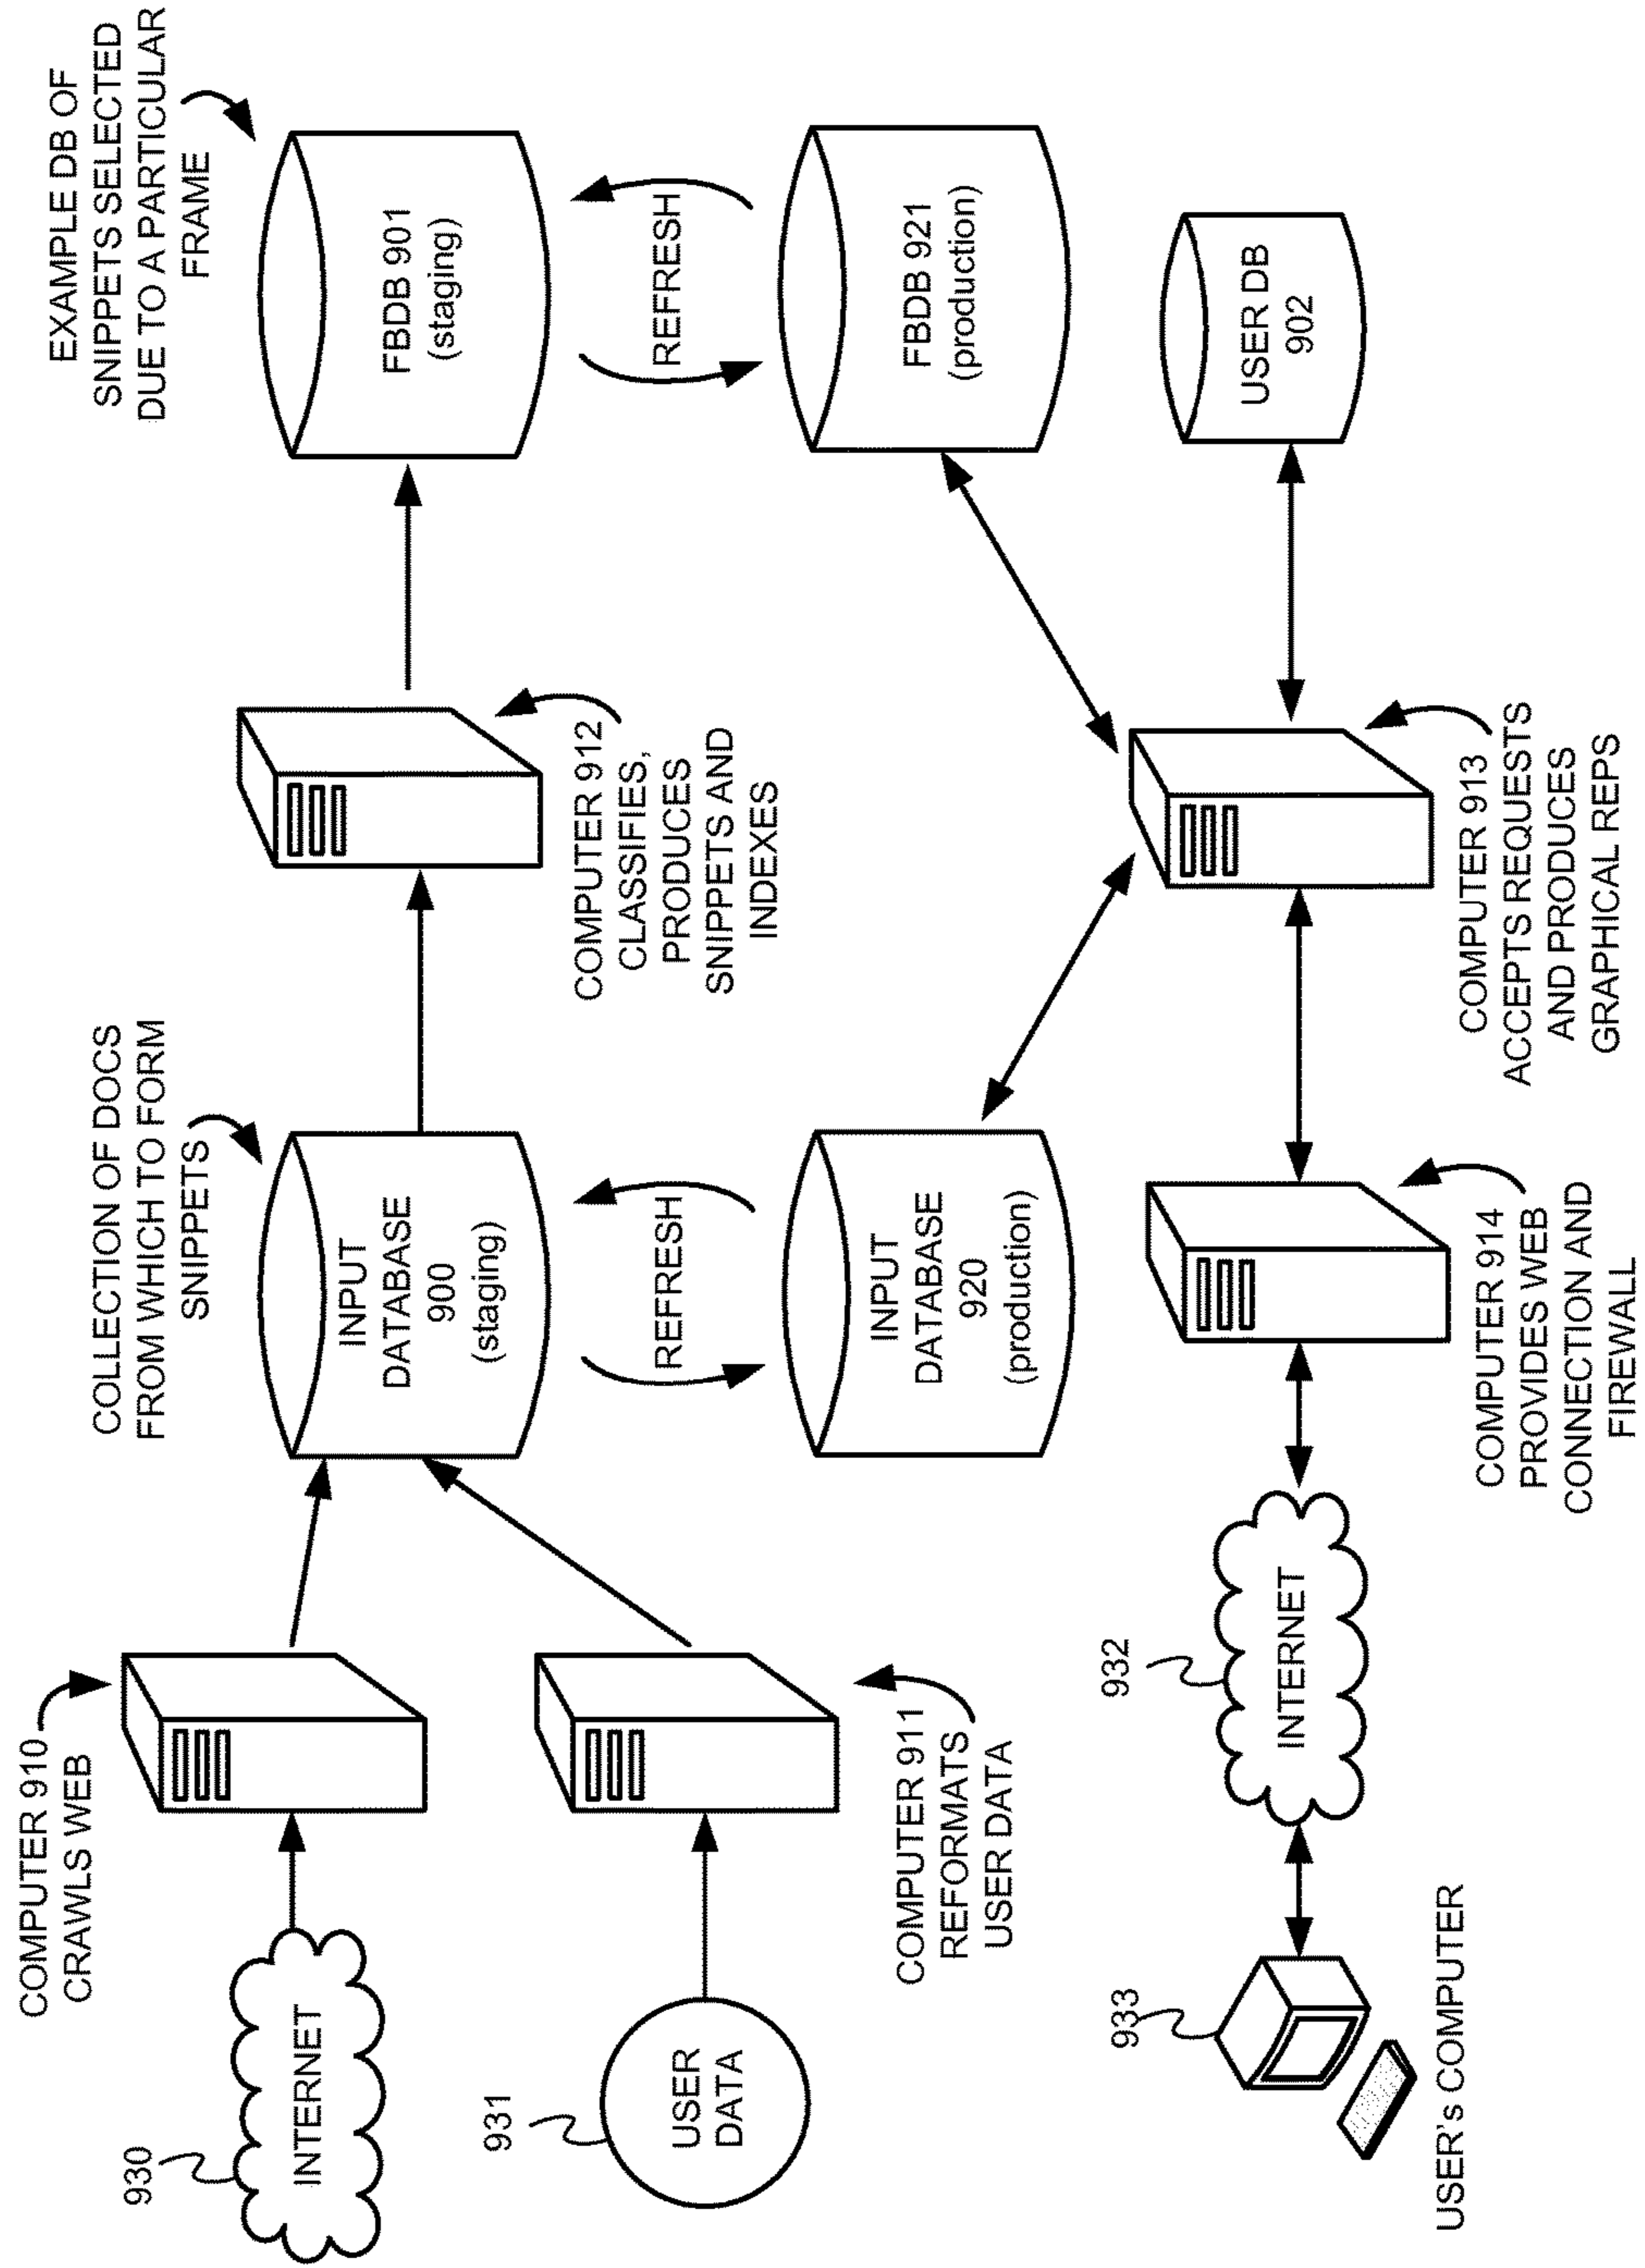 COMPUTER 910
CRAWLS WEB
COLLECTION OF DOCS
FROM WHICH TO FORM
SNIPPETS
EXAMPLE DB OF
SNIPPETS SELECTED
DUE TO A PARTICULAR
FRAME
930
INTERNET
INPUT
DATABASE
900
(staging)
COMPUTER 912
CLASSIFIES,
PRODUCES
SNIPPETS AND
INDEXES
FBDB 901
(staging)
931
USER
DATA
COMPUTER 911
REFORMATS
USER DATA
REFRESH
REFRESH
INPUT
DATABASE
920
(production)
FBDB 921
(production)
933
USER's COMPUTER
932
INTERNET
COMPUTER 914
PROVIDES WEB
CONNECTION AND
FIREWALL
COMPUTER 913
ACCEPTS REQUESTS
AND PRODUCES
GRAPHICAL REPS
USER DB
902